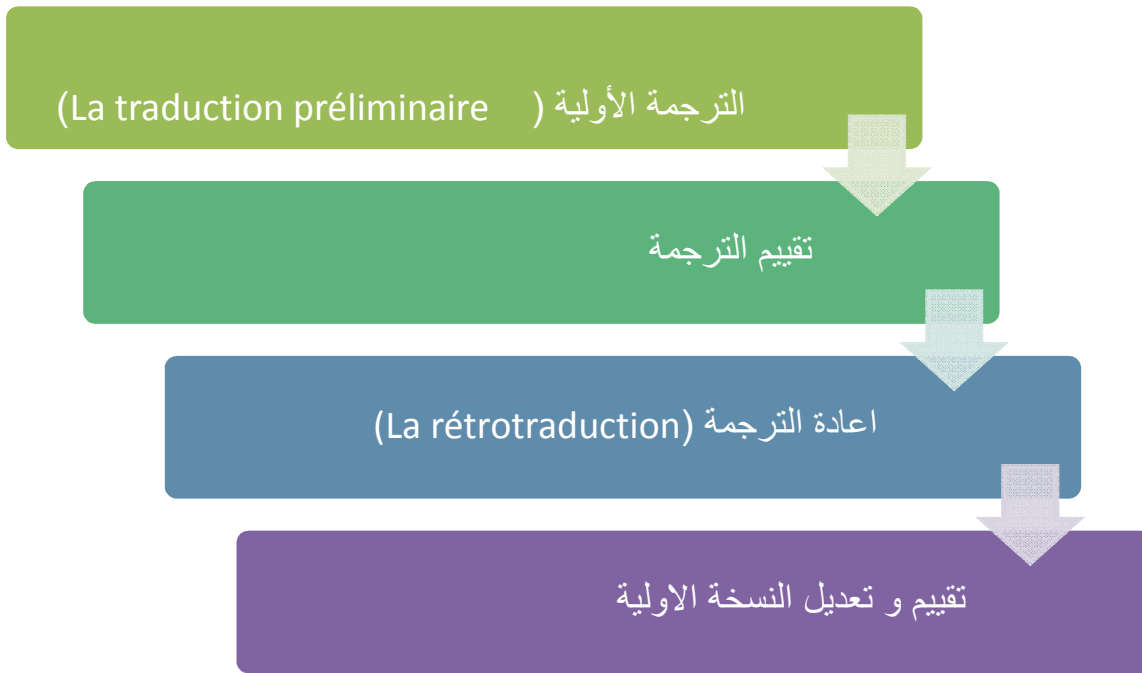 الترجمة الأولية (La traduction préliminaire)
تقييم الترجمة
اعادة الترجمة (La rétrotraduction)
تقييم و تعديل النسخة الاولية